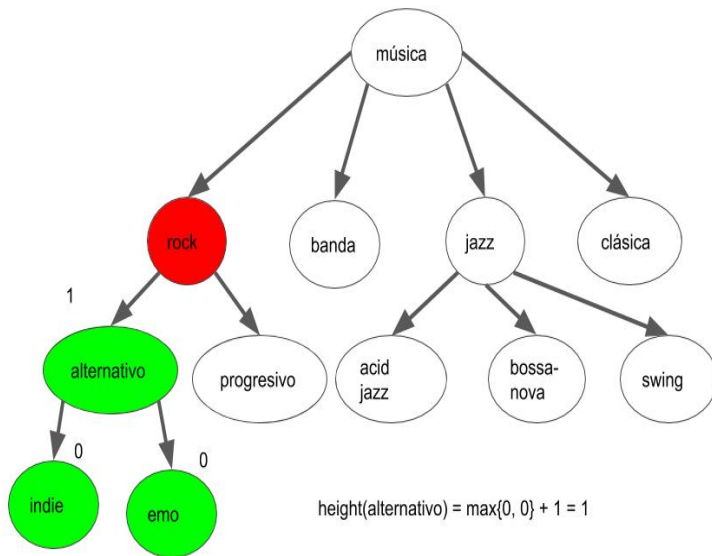 música
rock
banda
jazz
clásica
1
alternativo
progresivo
acid
jazz
bossa-
nova
swing
0
0
indie
emo
height(alternativo) = max{0, 0} + 1 = 1